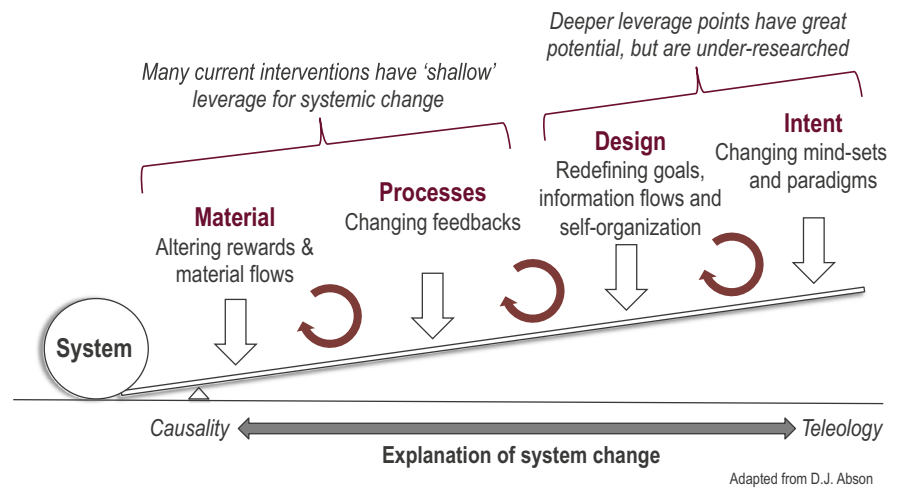 Deeper leverage points have great
potential, but are under-researched
Many current interventions have ‘shallow’
leverage for systemic change
Intent
Changing mind-sets
and paradigms
Design
Redefining goals,
information flows and
self-organization
Processes
Changing feedbacks
Material
Altering rewards &
material flows
System
Causality
Teleology
Explanation of system change
Adapted from D.J. Abson